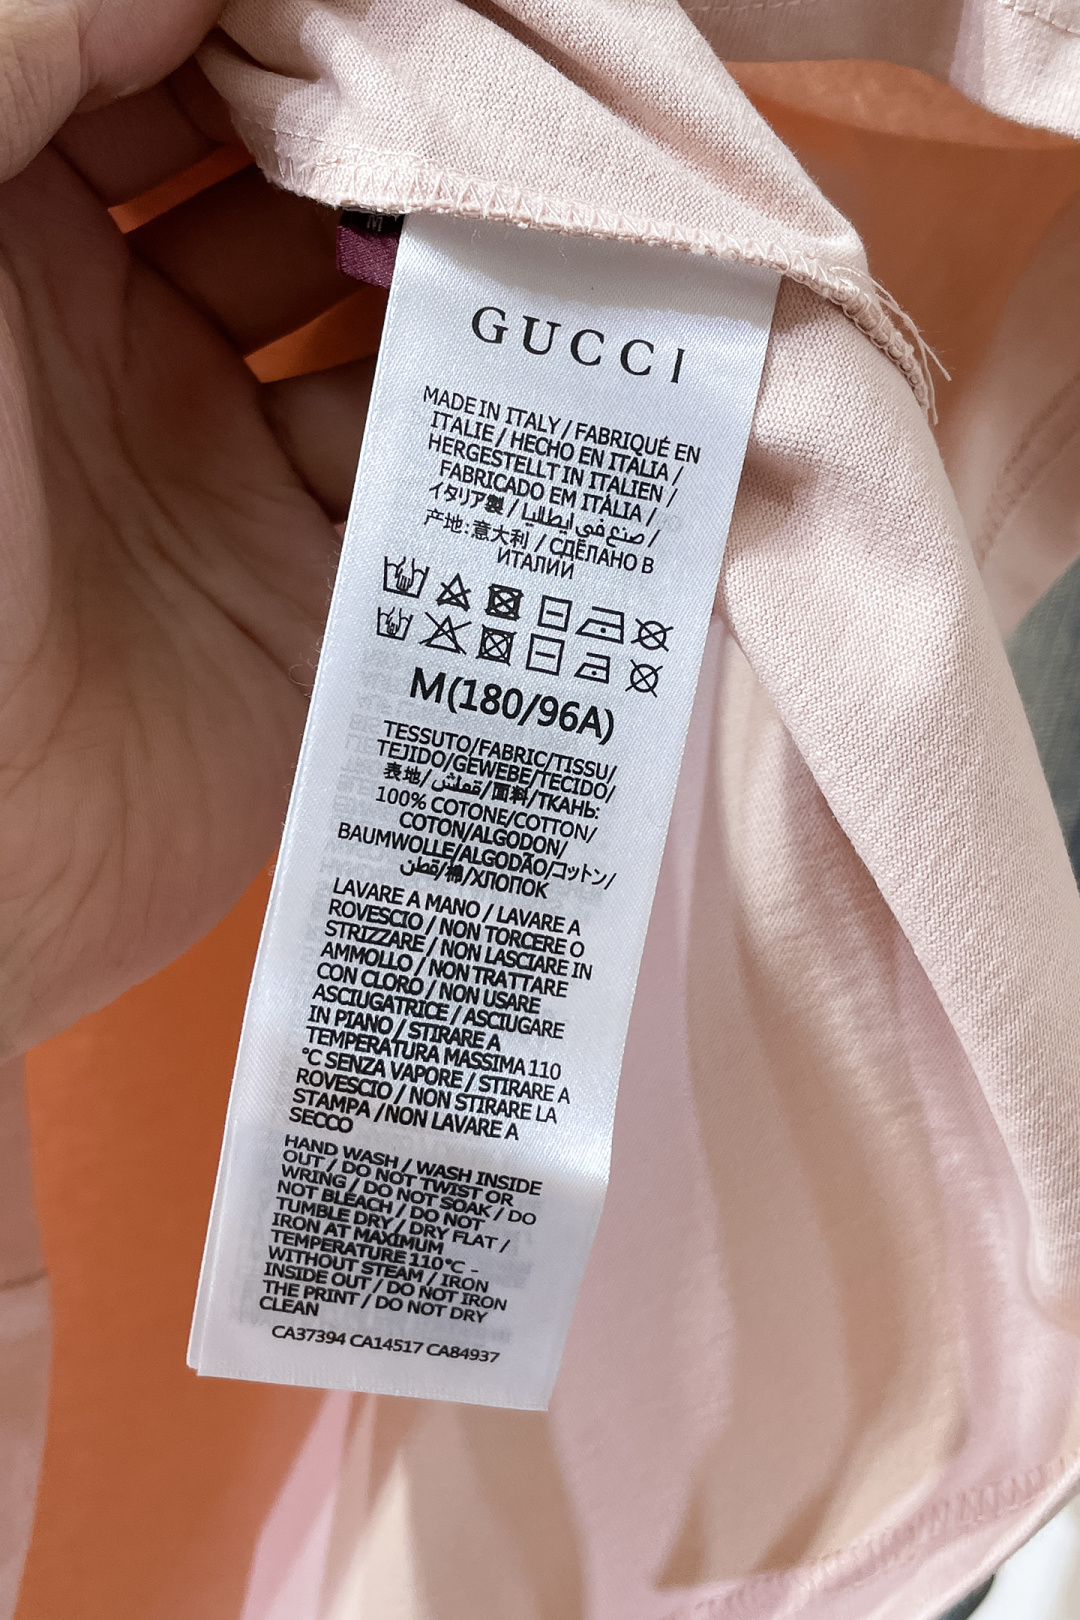 M
GUCCI
MADE IN ITALY / FABRIQUÉ EN
ITALIE / HECHO EN ITALIA /
HERGESTELLT IN ITALIEN /
FABRICADO EM ITÁLIA /
イタリア製 / صنع في إيطاليا /
产地:意大利 / СДЕЛАНО В
ИТАЛИИ
M(180/96A)
TESSUTO/FABRIC/TISSU/
TEJIDO/GEWEBE/TECIDO/
表地/قماش/面料/ТКАНЬ:
100% COTONE/COTTON/
COTON/ALGODON/
BAUMWOLLE/ALGODÃO/コットン/
قطن/棉/ХЛОПОК
LAVARE A MANO / LAVARE A
ROVESCIO / NON TORCERE O
STRIZZARE / NON LASCIARE IN
AMMOLLO / NON TRATTARE
CON CLORO / NON USARE
ASCIUGATRICE / ASCIUGARE
IN PIANO / STIRARE A
TEMPERATURA MASSIMA 110
°C SENZA VAPORE / STIRARE A
ROVESCIO / NON STIRARE LA
STAMPA / NON LAVARE A
SECCO
HAND WASH / WASH INSIDE
OUT / DO NOT TWIST OR
WRING / DO NOT SOAK / DO
NOT BLEACH / DO NOT
TUMBLE DRY / DRY FLAT /
IRON AT MAXIMUM
TEMPERATURE 110°C -
WITHOUT STEAM / IRON
INSIDE OUT / DO NOT IRON
THE PRINT / DO NOT DRY
CLEAN
CA37394 CA14517 CA84937